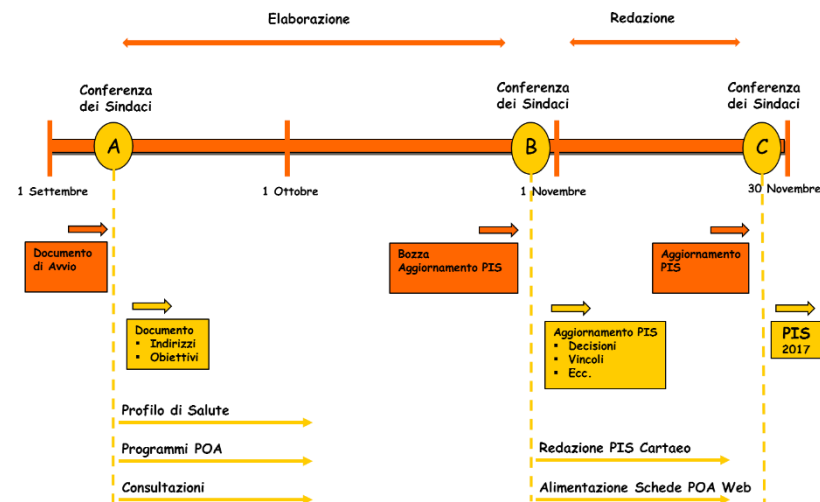 Elaborazione
Redazione
Conferenza
dei Sindaci
Conferenza
dei Sindaci
Conferenza
dei Sindaci
A
B
C
1 Settembre
1 Ottobre
1 Novembre
30 Novembre
Documento
di Avvio
Bozza
Aggiornamento PIS
Aggiornamento
PIS
Documento
▪ Indirizzi
▪ Obiettivi
Aggiornamento PIS
▪ Decisioni
▪ Vincoli
▪ Ecc.
PIS
2017
Profilo di Salute
Programmi POA
Redazione PIS Cartaeo
Consultazioni
Alimentazione Schede POA Web